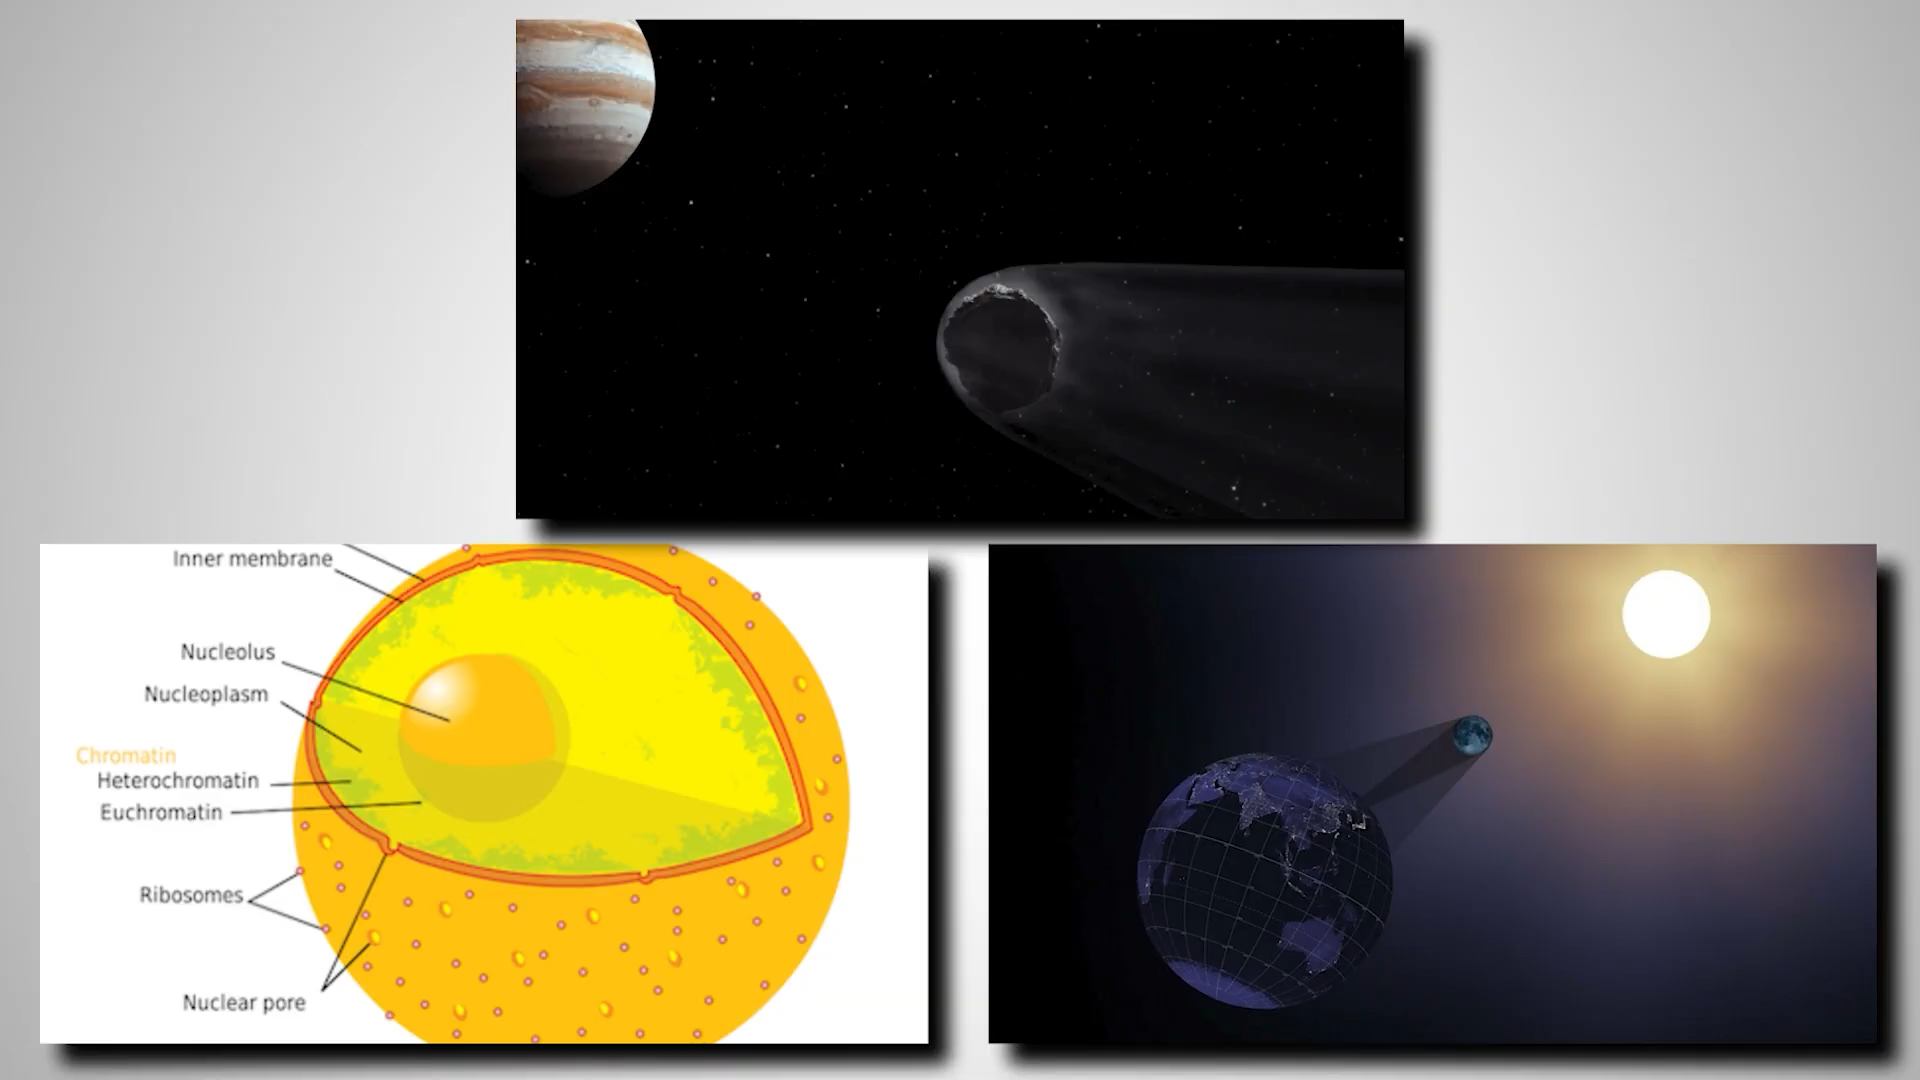 Inner membrane
Nucleolus
Nucleoplasm
Chromatin
Heterochromatin
Euchromatin
Ribosomes
Nuclear pore